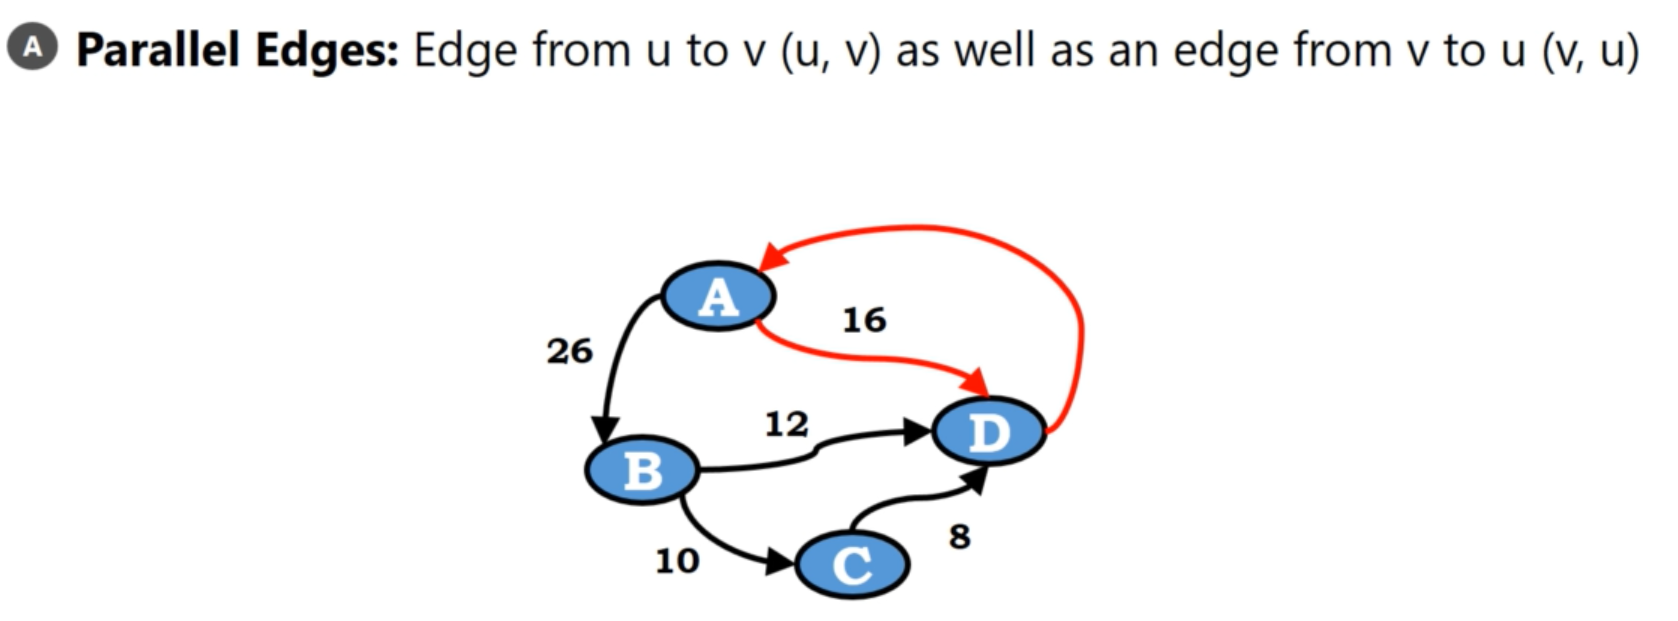 A Parallel Edges: Edge from u to v (u, v) as well as an edge from v to u (v, u)
A
16
26
12
D
B
8
10
C